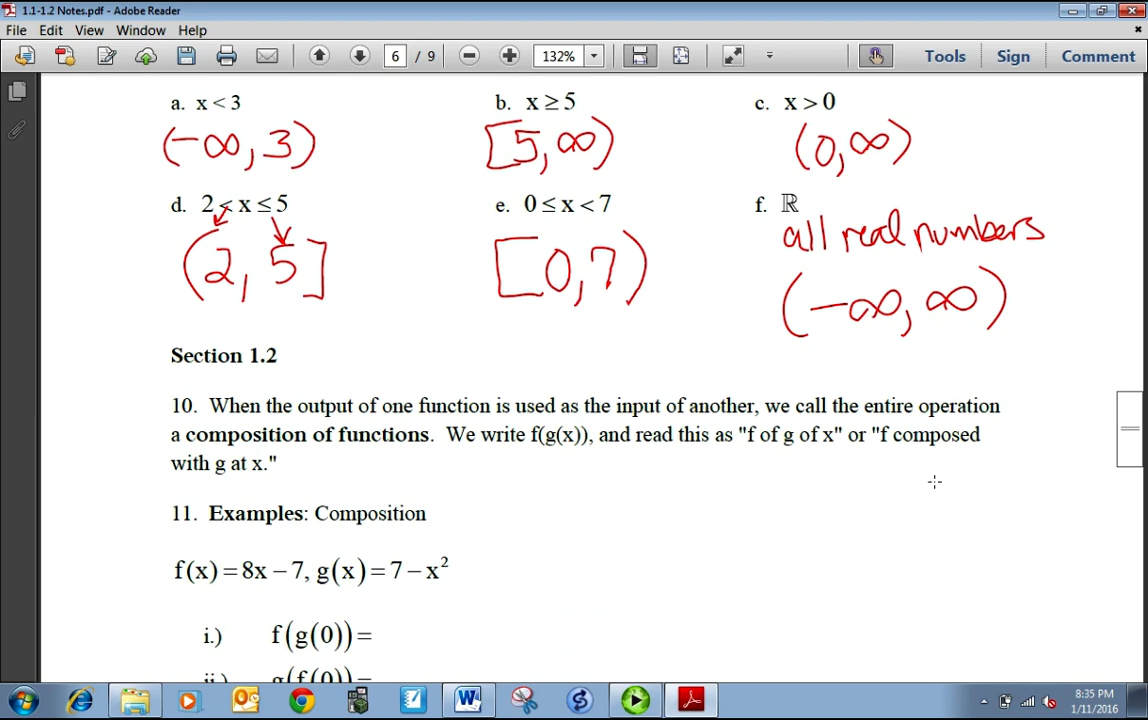 1.1-1.2 Notes.pdf - Adobe Reader
File Edit View Window Help
6 / 9 132% Tools Sign Comment
a. x < 3 b. x ≥ 5 c. x > 0
(-∞, 3) [5, ∞) (0, ∞)
d. 2 < x ≤ 5 e. 0 ≤ x < 7 f. ℝ
all real numbers
(2, 5] [0, 7) (-∞, ∞)
Section 1.2
10. When the output of one function is used as the input of another, we call the entire operation
a composition of functions. We write f(g(x)), and read this as "f of g of x" or "f composed
with g at x."
11. Examples: Composition
f(x) = 8x − 7, g(x) = 7 − x²
i.) f(g(0)) =
ii.) g(f(0)) =
8:35 PM
1/11/2016